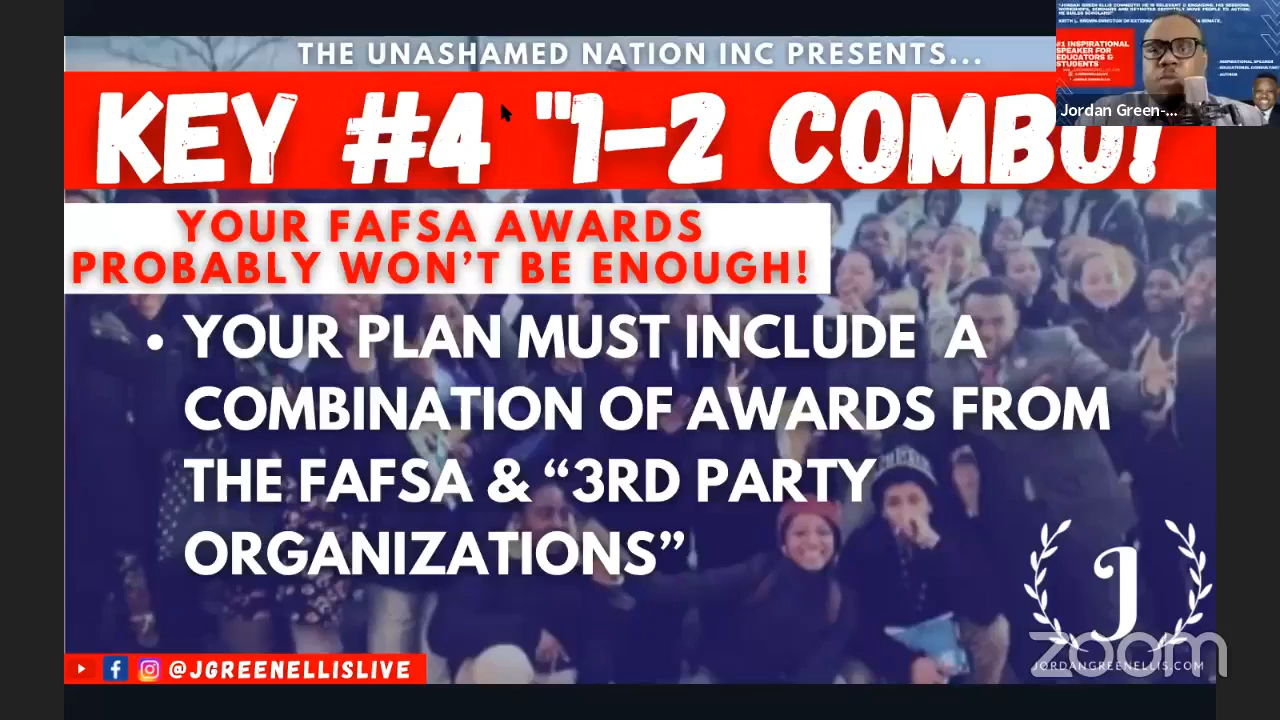 THE UNASHAMED NATION INC PRESENTS...
KEY #4 "1-2 COMBO!
YOUR FAFSA AWARDS
PROBABLY WON'T BE ENOUGH!
• YOUR PLAN MUST INCLUDE A
COMBINATION OF AWARDS FROM
THE FAFSA & “3RD PARTY
ORGANIZATIONS”
@JGREENELLISLIVE
J
JORDANGREENELLIS.COM
zoom
#1 INSPIRATIONAL
SPEAKER FOR
EDUCATORS &
STUDENTS
Jordan Green-...